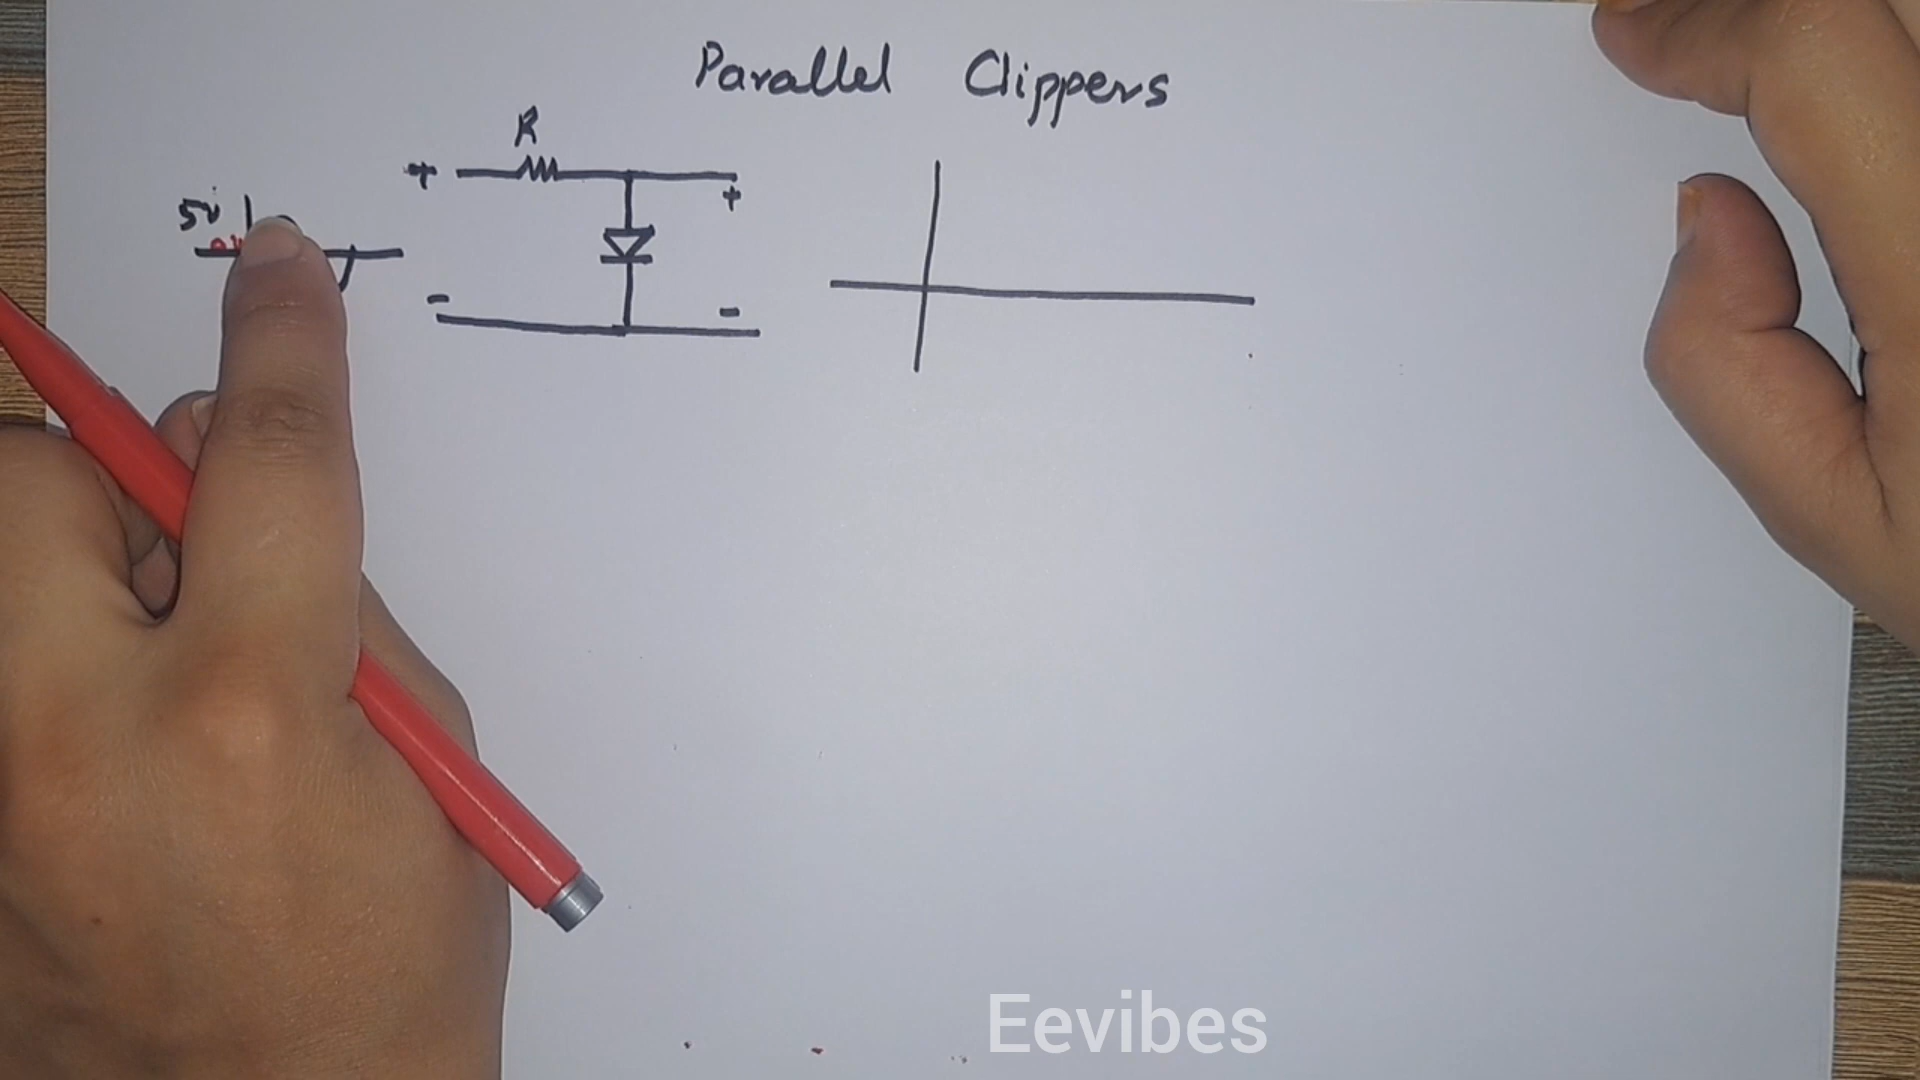 Parallel Clippers
R
+
+
5v
-
-
Eevibes